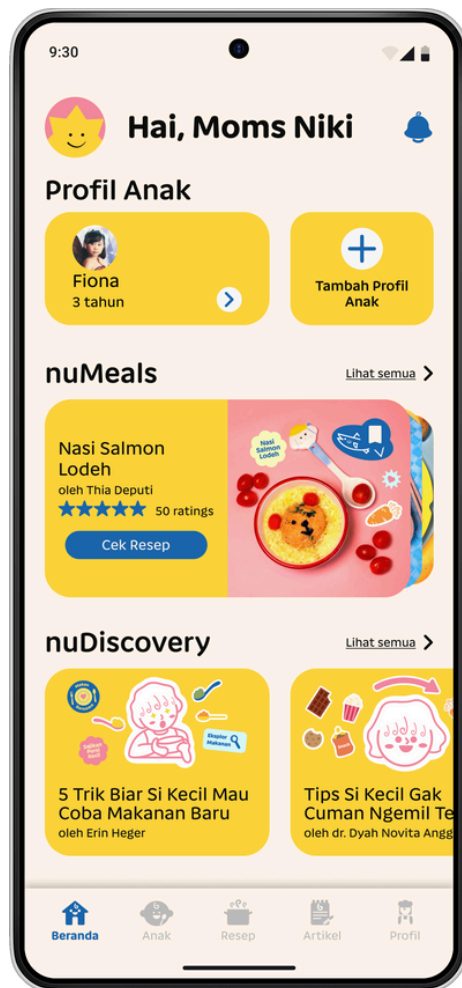 9:30
Hai, Moms Niki
Profil Anak
Fiona
3 tahun
Tambah Profil
Anak
nuMeals
Lihat semua
Nasi Salmon
Lodeh
oleh Thia Deputi
50 ratings
Cek Resep
Nasi
Salmon
Lodeh
nuDiscovery
Lihat semua
Eksplor
Makanan
5 Trik Biar Si Kecil Mau
Coba Makanan Baru
oleh Erin Heger
Tips Si Kecil Gak
Cuman Ngemil Te
oleh dr. Dyah Novita Angg
Beranda
Anak
Resep
Artikel
Profil